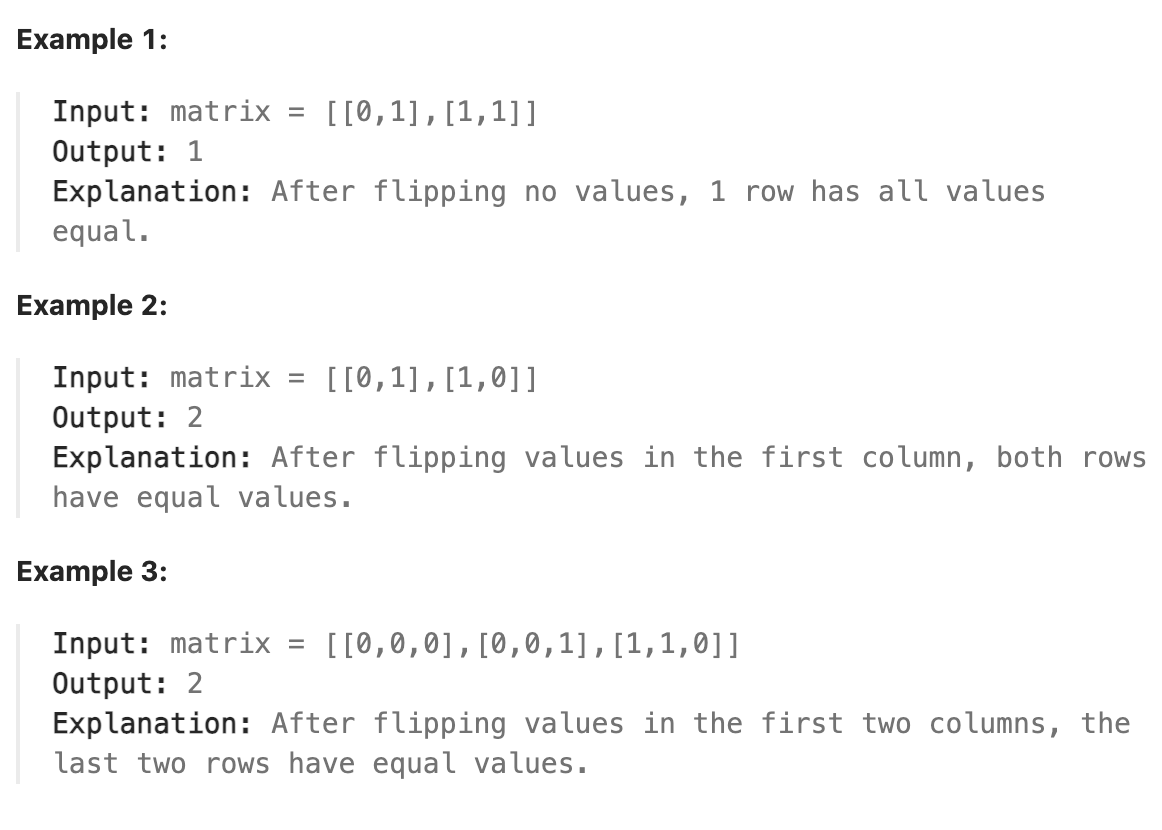 Example 1:
Input: matrix = [[0,1],[1,1]]
Output: 1
Explanation: After flipping no values, 1 row has all values
equal.
Example 2:
Input: matrix = [[0,1],[1,0]]
Output: 2
Explanation: After flipping values in the first column, both rows
have equal values.
Example 3:
Input: matrix = [[0,0,0],[0,0,1],[1,1,0]]
Output: 2
Explanation: After flipping values in the first two columns, the
last two rows have equal values.